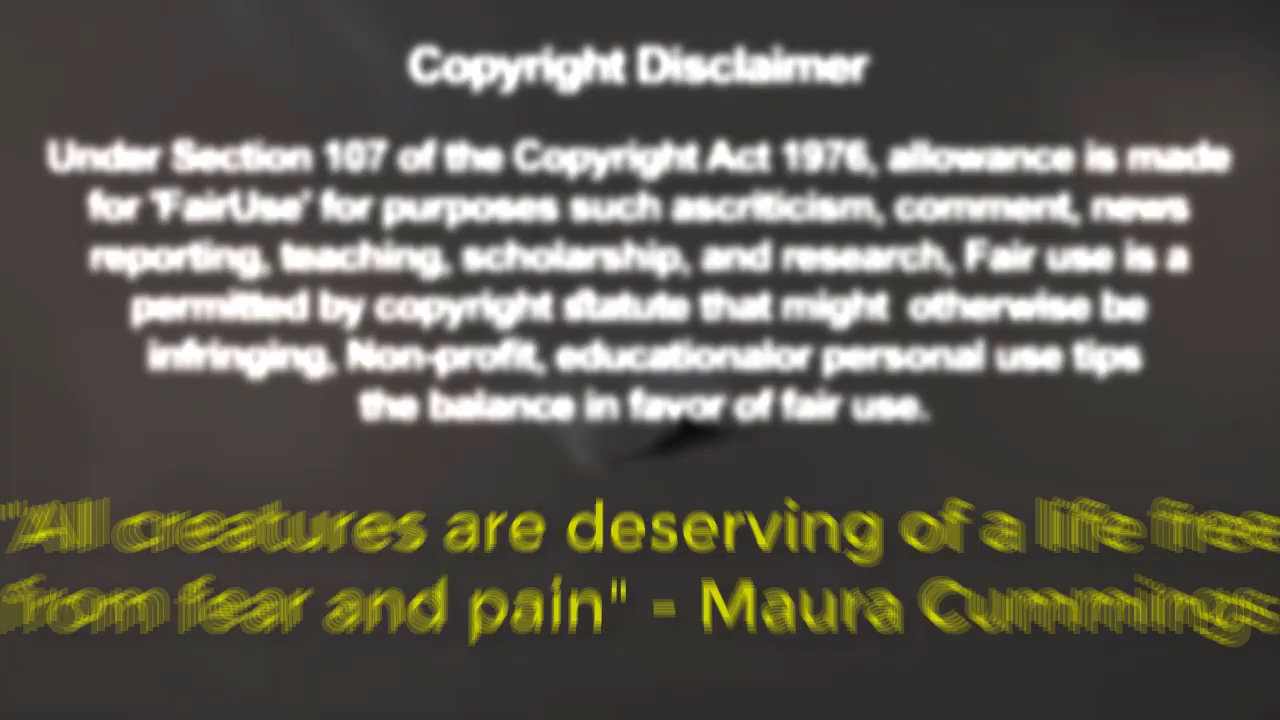 Copyright Disclaimer
Under Section 107 of the Copyright Act 1976, allowance is made
for 'FairUse' for purposes such ascriticism, comment, news
reporting, teaching, scholarship, and research, Fair use is a
permitted by copyright statute that might otherwise be
infringing, Non-profit, educationalor personal use tips
the balance in favor of fair use.
"All creatures are deserving of a life free
from fear and pain" - Maura Cummings